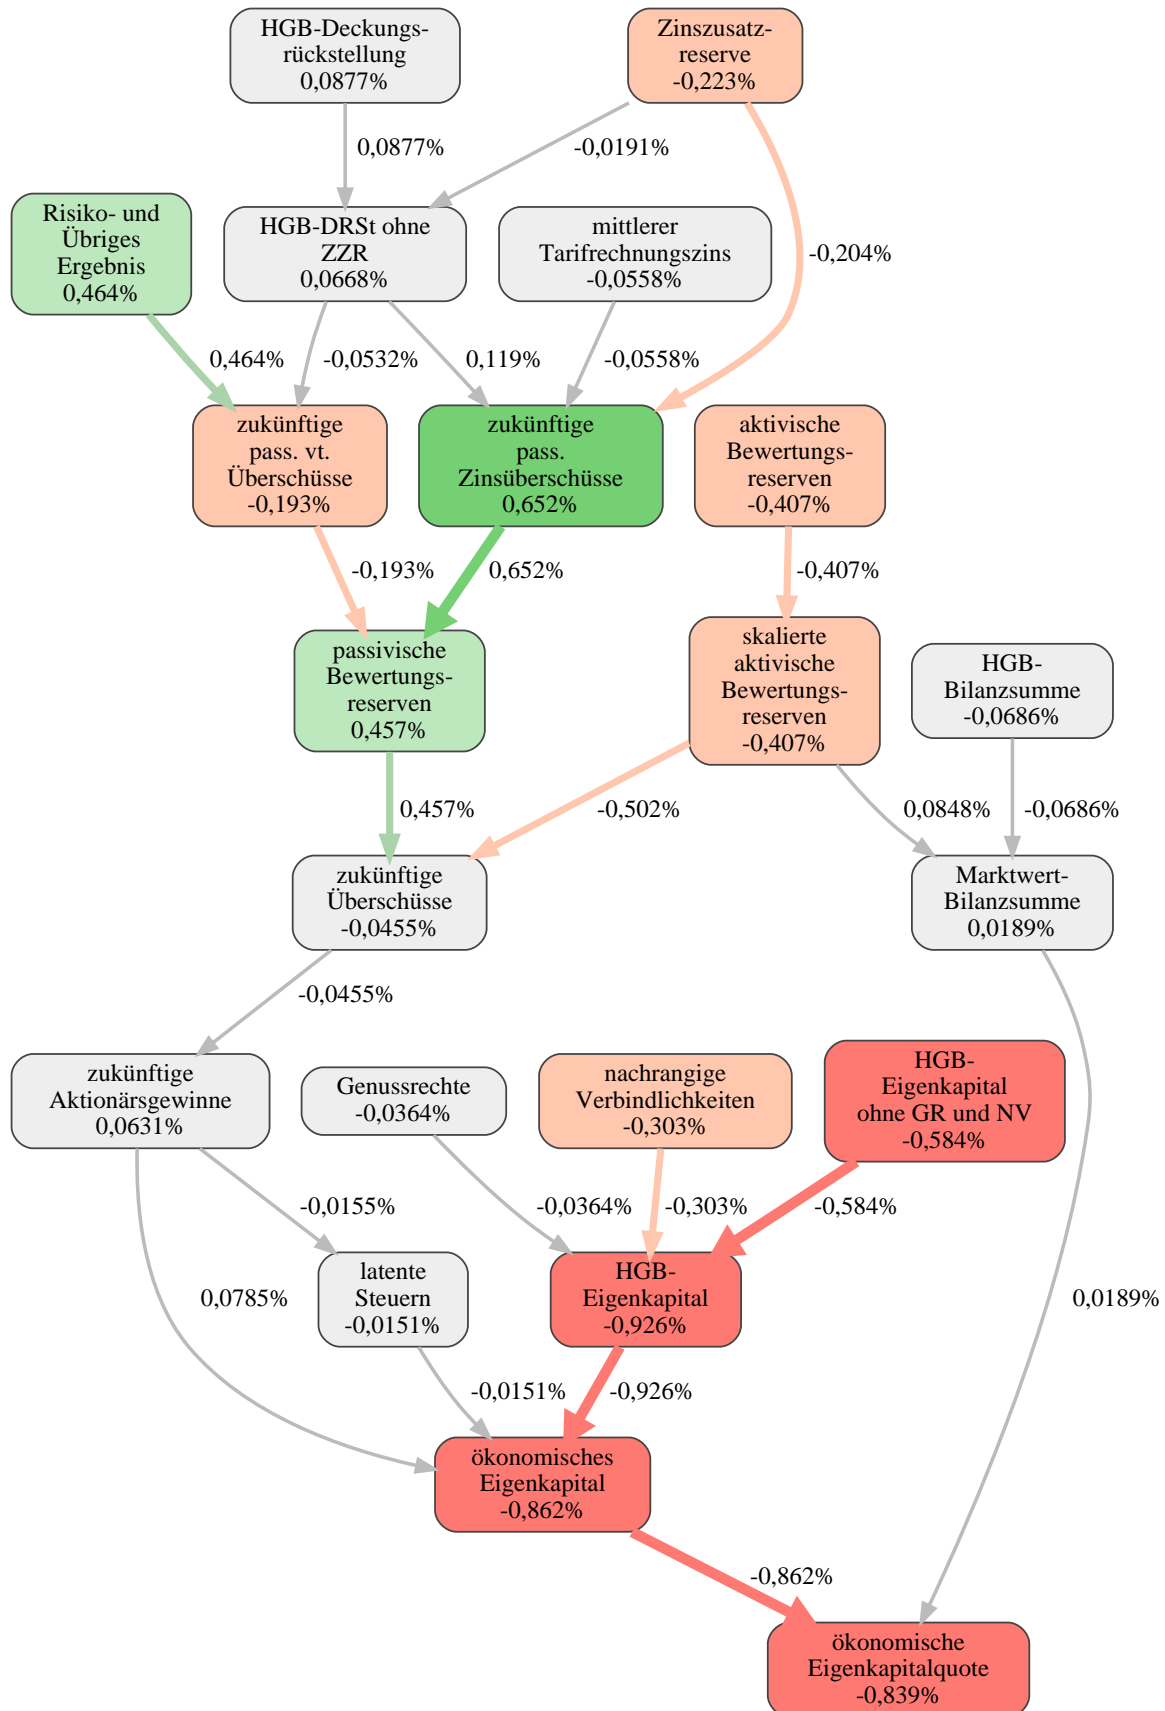 HGB-Deckungs-
rückstellung
0,0877%
Zinszusatz-
reserve
-0,223%
0,0877%
-0,0191%
Risiko- und
Übriges
Ergebnis
0,464%
HGB-DRSt ohne
ZZR
0,0668%
mittlerer
Tarifrechnungszins
-0,0558%
-0,204%
0,464%
-0,0532%
0,119%
-0,0558%
zukünftige
pass. vt.
Überschüsse
-0,193%
zukünftige
pass.
Zinsüberschüsse
0,652%
aktivische
Bewertungs-
reserven
-0,407%
-0,193%
0,652%
-0,407%
passivische
Bewertungs-
reserven
0,457%
skalierte
aktivische
Bewertungs-
reserven
-0,407%
HGB-
Bilanzsumme
-0,0686%
0,457%
-0,502%
0,0848%
-0,0686%
zukünftige
Überschüsse
-0,0455%
Marktwert-
Bilanzsumme
0,0189%
-0,0455%
zukünftige
Aktionärsgewinne
0,0631%
Genussrechte
-0,0364%
nachrangige
Verbindlichkeiten
-0,303%
HGB-
Eigenkapital
ohne GR und NV
-0,584%
-0,0155%
-0,0364%
-0,303%
-0,584%
0,0785%
latente
Steuern
-0,0151%
HGB-
Eigenkapital
-0,926%
0,0189%
-0,0151%
-0,926%
ökonomisches
Eigenkapital
-0,862%
-0,862%
ökonomische
Eigenkapitalquote
-0,839%